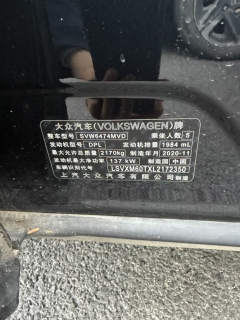 大众汽车(VOLKSWAGEN)牌
整车型号 SVW6474MVD 乘坐人数 5
发动机型号 DPL 发动机排量 1984 mL
最大允许总质量 2170kg 制造年月 2020-11
发动机最大净功率 137 kW 制造国 中国
车辆识别代号 LSVXM60TXL2172350
上汽大众汽车有限公司 制造